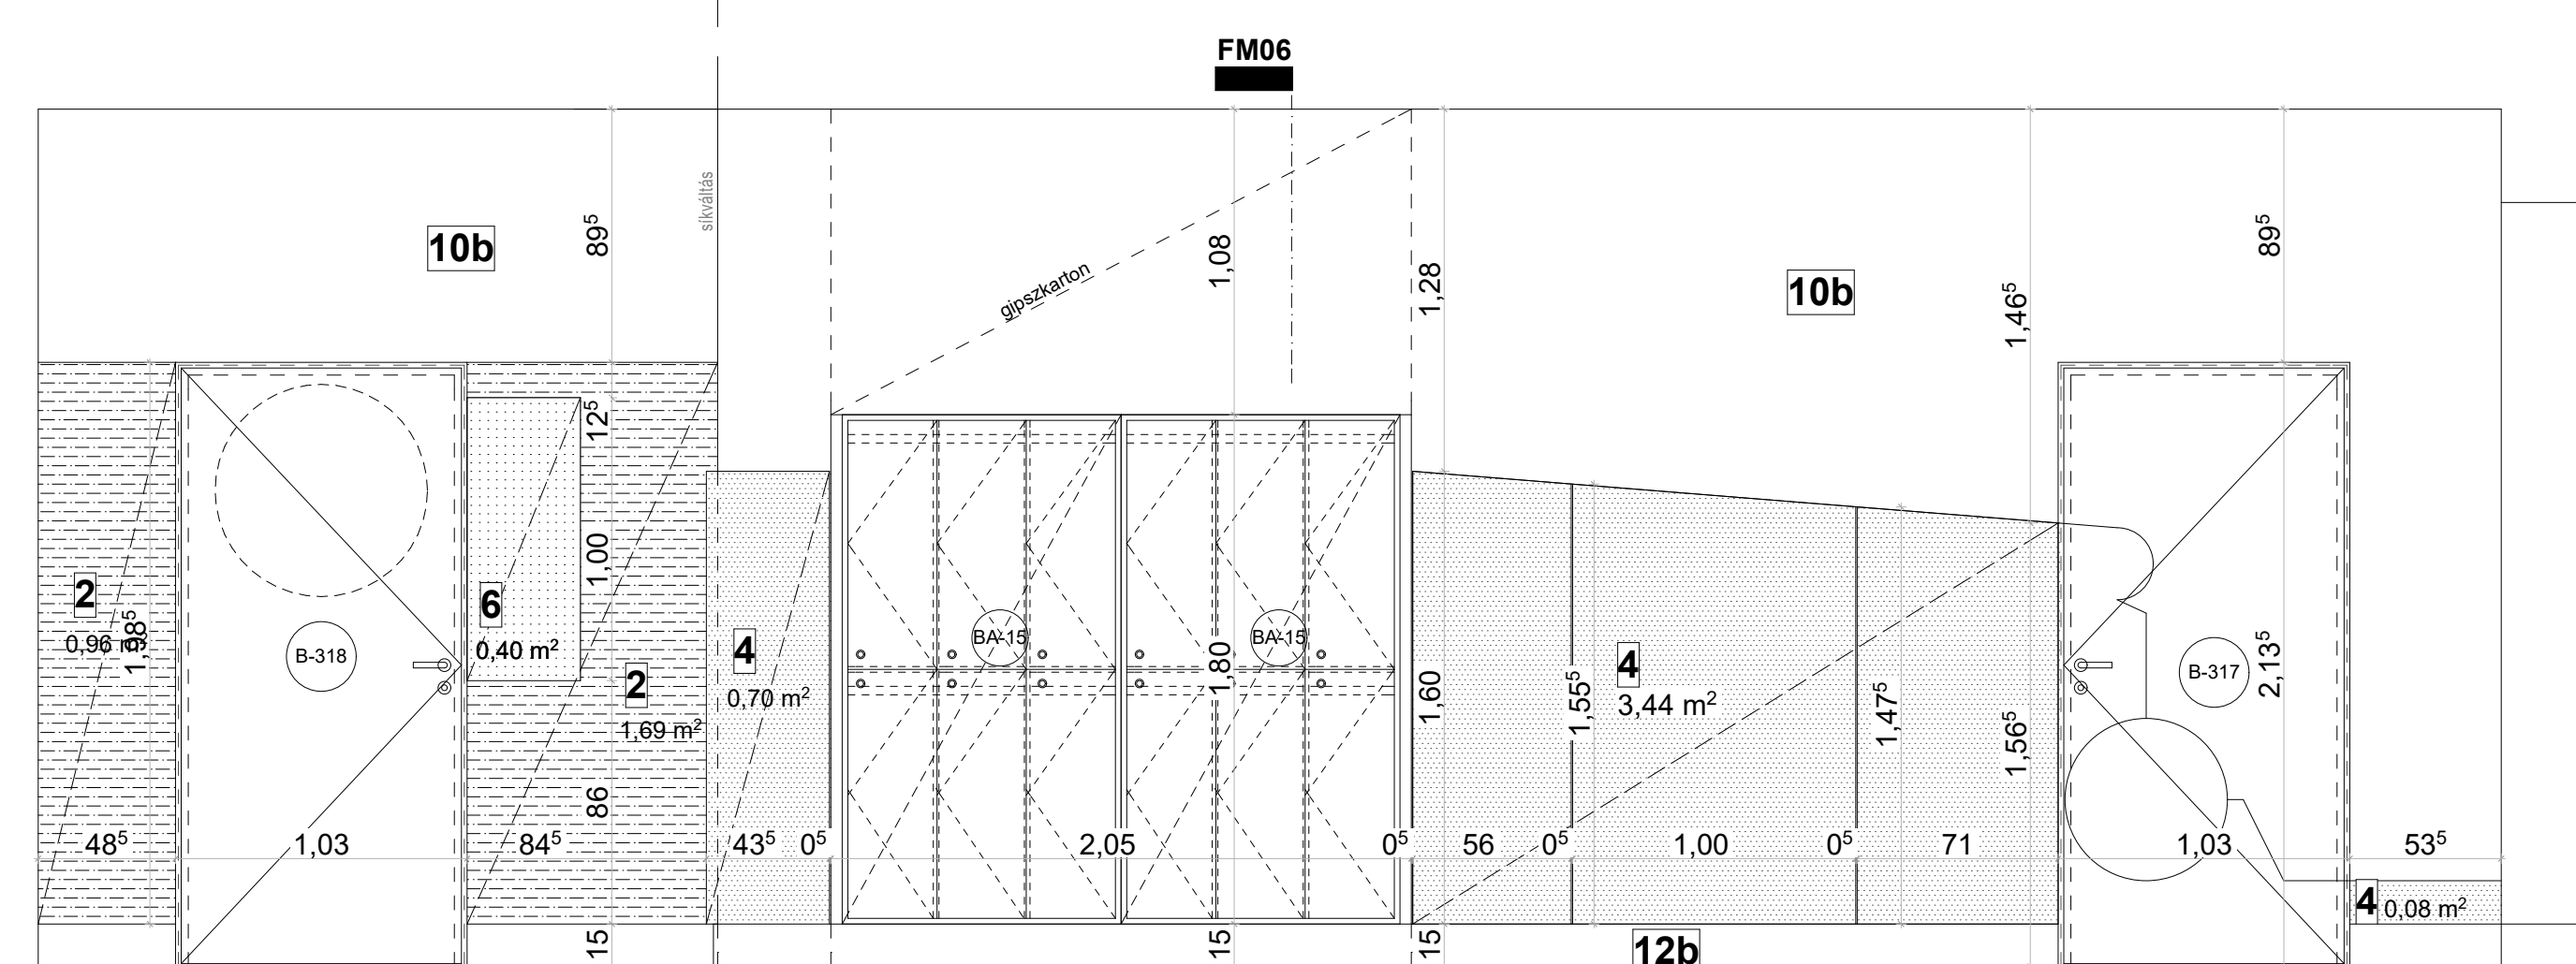 FM06
síkváltás
10b
89⁵
gipszkarton
1,08
1,28
10b
1,46⁵
89⁵
12⁵
1,00
2
0,96 m²
1,98⁵
B-318
6
0,40 m²
2
1,69 m²
4
0,70 m²
BA-15
BA-15
1,80
1,60
1,55⁵
4
3,44 m²
1,47⁵
1,56⁵
B-317
2,13⁵
86
48⁵
1,03
84⁵
43⁵
0⁵
2,05
0⁵
56
0⁵
1,00
0⁵
71
1,03
53⁵
4
0,08 m²
15
15
15
12b